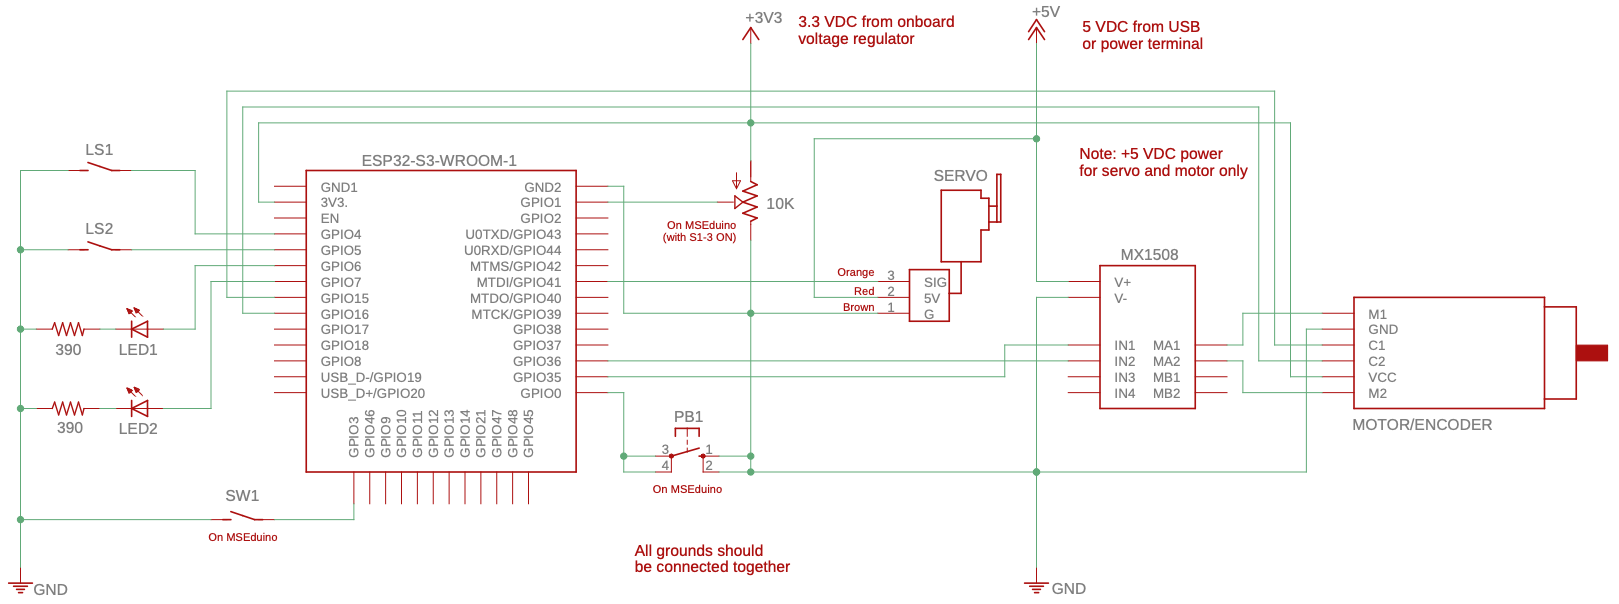 +3V3
3.3 VDC from onboard
voltage regulator
+5V
5 VDC from USB
or power terminal
LS1
LS2
390
LED1
390
LED2
SW1
On MSEduino
GND
ESP32-S3-WROOM-1
GND1
3V3.
EN
GPIO4
GPIO5
GPIO6
GPIO7
GPIO15
GPIO16
GPIO17
GPIO18
GPIO8
USB_D-/GPIO19
USB_D+/GPIO20
GND2
GPIO1
GPIO2
U0TXD/GPIO43
U0RXD/GPIO44
MTMS/GPIO42
MTDI/GPIO41
MTDO/GPIO40
MTCK/GPIO39
GPIO38
GPIO37
GPIO36
GPIO35
GPIO0
GPIO3
GPIO46
GPIO9
GPIO10
GPIO11
GPIO12
GPIO13
GPIO14
GPIO21
GPIO47
GPIO48
GPIO45
10K
On MSEduino
(with S1-3 ON)
PB1
3
4
1
2
On MSEduino
All grounds should
be connected together
SERVO
Orange
3
Red
2
Brown
1
SIG
5V
G
Note: +5 VDC power
for servo and motor only
MX1508
V+
V-
IN1
IN2
IN3
IN4
MA1
MA2
MB1
MB2
GND
M1
GND
C1
C2
VCC
M2
MOTOR/ENCODER